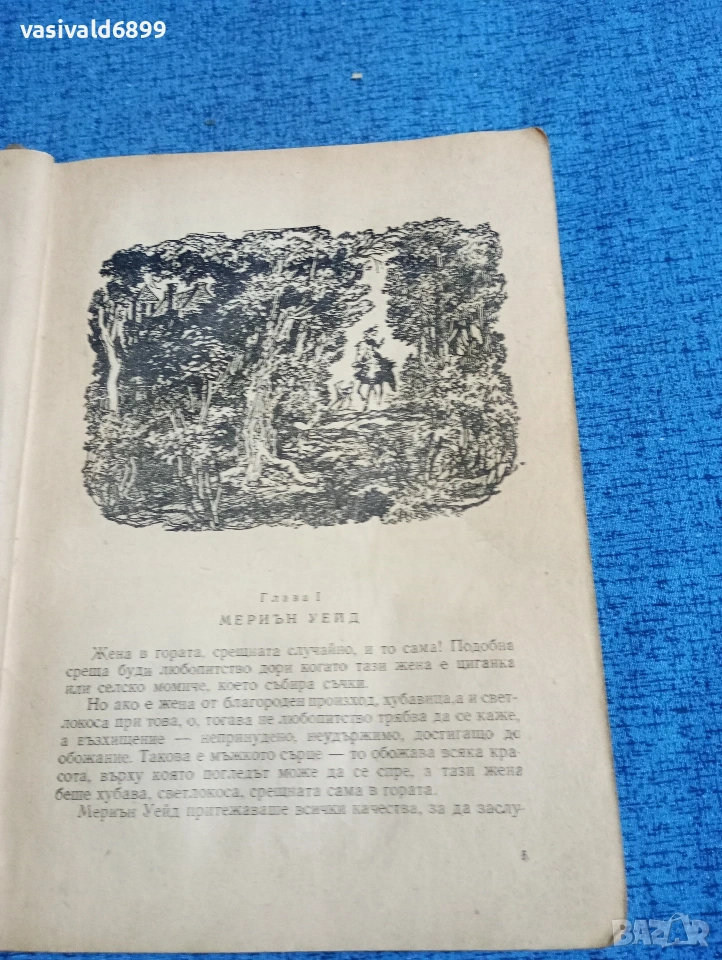 vasivald6899
Глава I
МЕРИЪН УЕЙД
Жена в гората, срещната случайно, и то сама! Подобна
среща буди любопитство дори когато тази жена е циганка
или селско момиче, което събира съчки.
Но ако е жена от благороден произход, хубавица,а и свет-
локоса при това, о, тогава не любопитство трябва да се каже,
а възхищение — непринудено, неудържимо, достигащо до
обожание. Такова е мъжкото сърце — то обожава всяка кра-
сота, върху която погледът може да се спре, а тази жена
беше хубава, светлокоса, срещната сама в гората.
Мериън Уейд притежаваше всички качества, за да заслу-
5
BAZAR